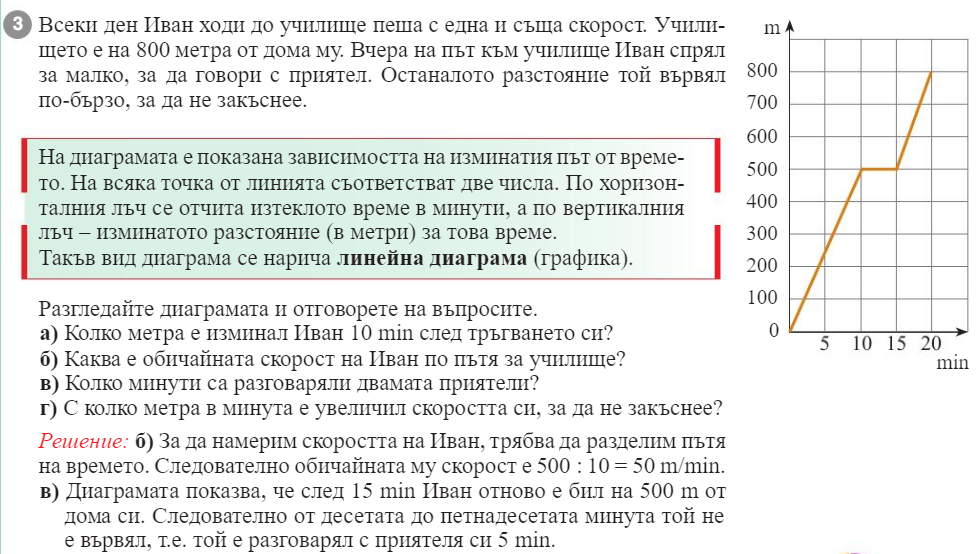 3 Всеки ден Иван ходи до училище пеша с една и съща скорост. Учили-
щето е на 800 метра от дома му. Вчера на път към училище Иван спрял
за малко, за да говори с приятел. Останалото разстояние той вървял
по-бързо, за да не закъснее.
На диаграмата е показана зависимостта на изминатия път от време-
то. На всяка точка от линията съответстват две числа. По хоризон-
талния лъч се отчита изтеклото време в минути, а по вертикалния
лъч – изминатото разстояние (в метри) за това време.
Такъв вид диаграма се нарича линейна диаграма (графика).
Разгледайте диаграмата и отговорете на въпросите.
а) Колко метра е изминал Иван 10 min след тръгването си?
б) Каква е обичайната скорост на Иван по пътя за училище?
в) Колко минути са разговаряли двамата приятели?
г) С колко метра в минута е увеличил скоростта си, за да не закъснее?
Решение: б) За да намерим скоростта на Иван, трябва да разделим пътя
на времето. Следователно обичайната му скорост е 500 : 10 = 50 m/min.
в) Диаграмата показва, че след 15 min Иван отново е бил на 500 m от
дома си. Следователно от десетата до петнадесетата минута той не
е вървял, т.е. той е разговарял с приятеля си 5 min.
m
800
700
600
500
400
300
200
100
0
5 10 15 20
min